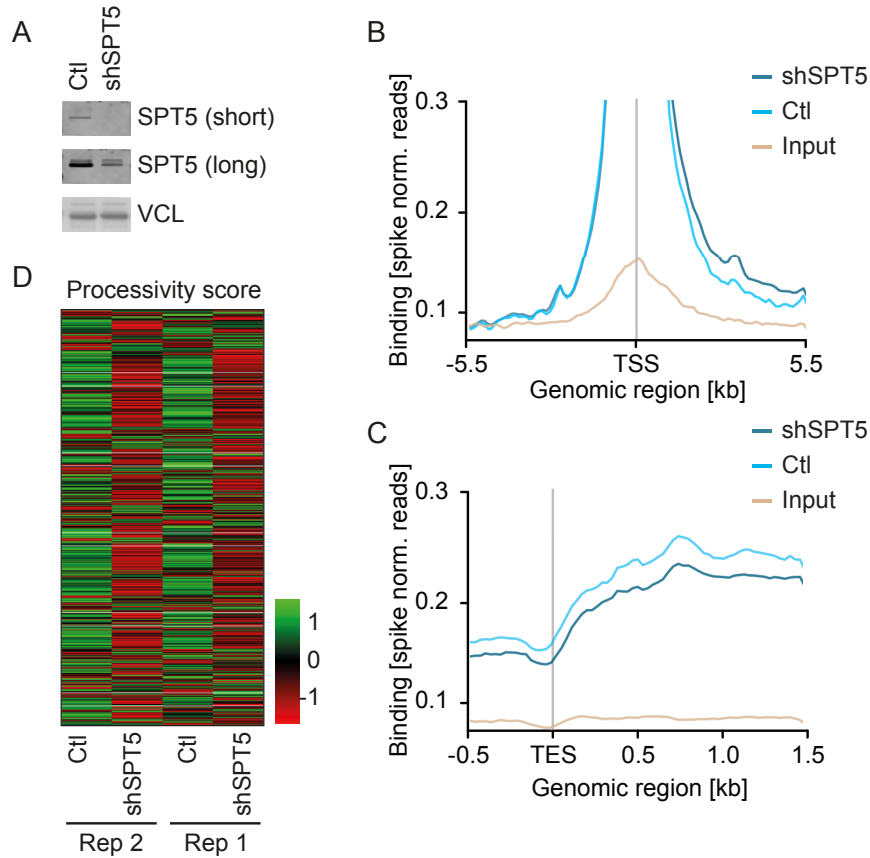 A
Ctl
shSPT5
SPT5 (short)
SPT5 (long)
VCL
B
Binding [spike norm. reads]
0.3
0.2
0.1
-5.5
TSS
5.5
Genomic region [kb]
shSPT5
Ctl
Input
C
Binding [spike norm. reads]
0.3
0.2
0.1
-0.5
TES
0.5
1.0
1.5
Genomic region [kb]
shSPT5
Ctl
Input
D
Processivity score
1
0
1
Ctl
shSPT5
Ctl
shSPT5
Rep 2
Rep 1